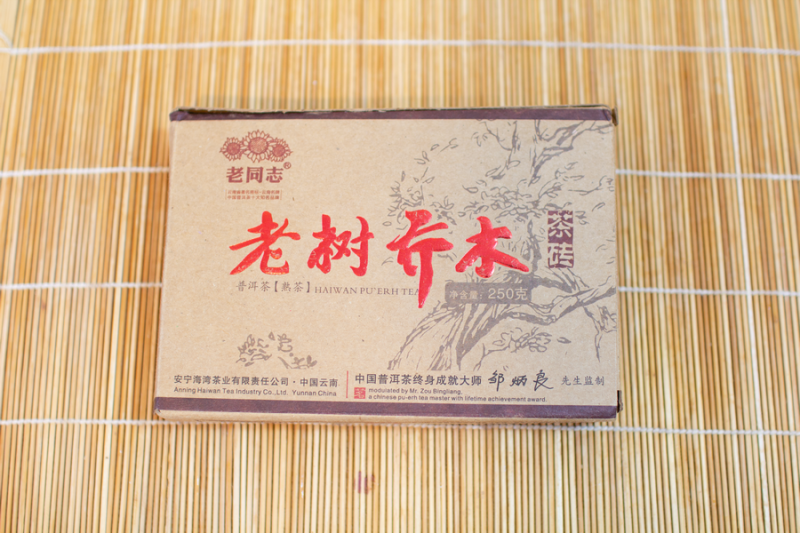 老同志®
老树乔木
茶砖
普洱茶【熟茶】HAIWAN PU'ERH TEA
净含量：250克
安宁海湾茶业有限责任公司·中国云南
Anning Haiwan Tea Industry Co.,Ltd. Yunnan China
中国普洱茶终身成就大师 邹炳良 先生监制
modulated by Mr. Zou Bingliang,
a chinese pu-erh tea master with lifetime achievement award.